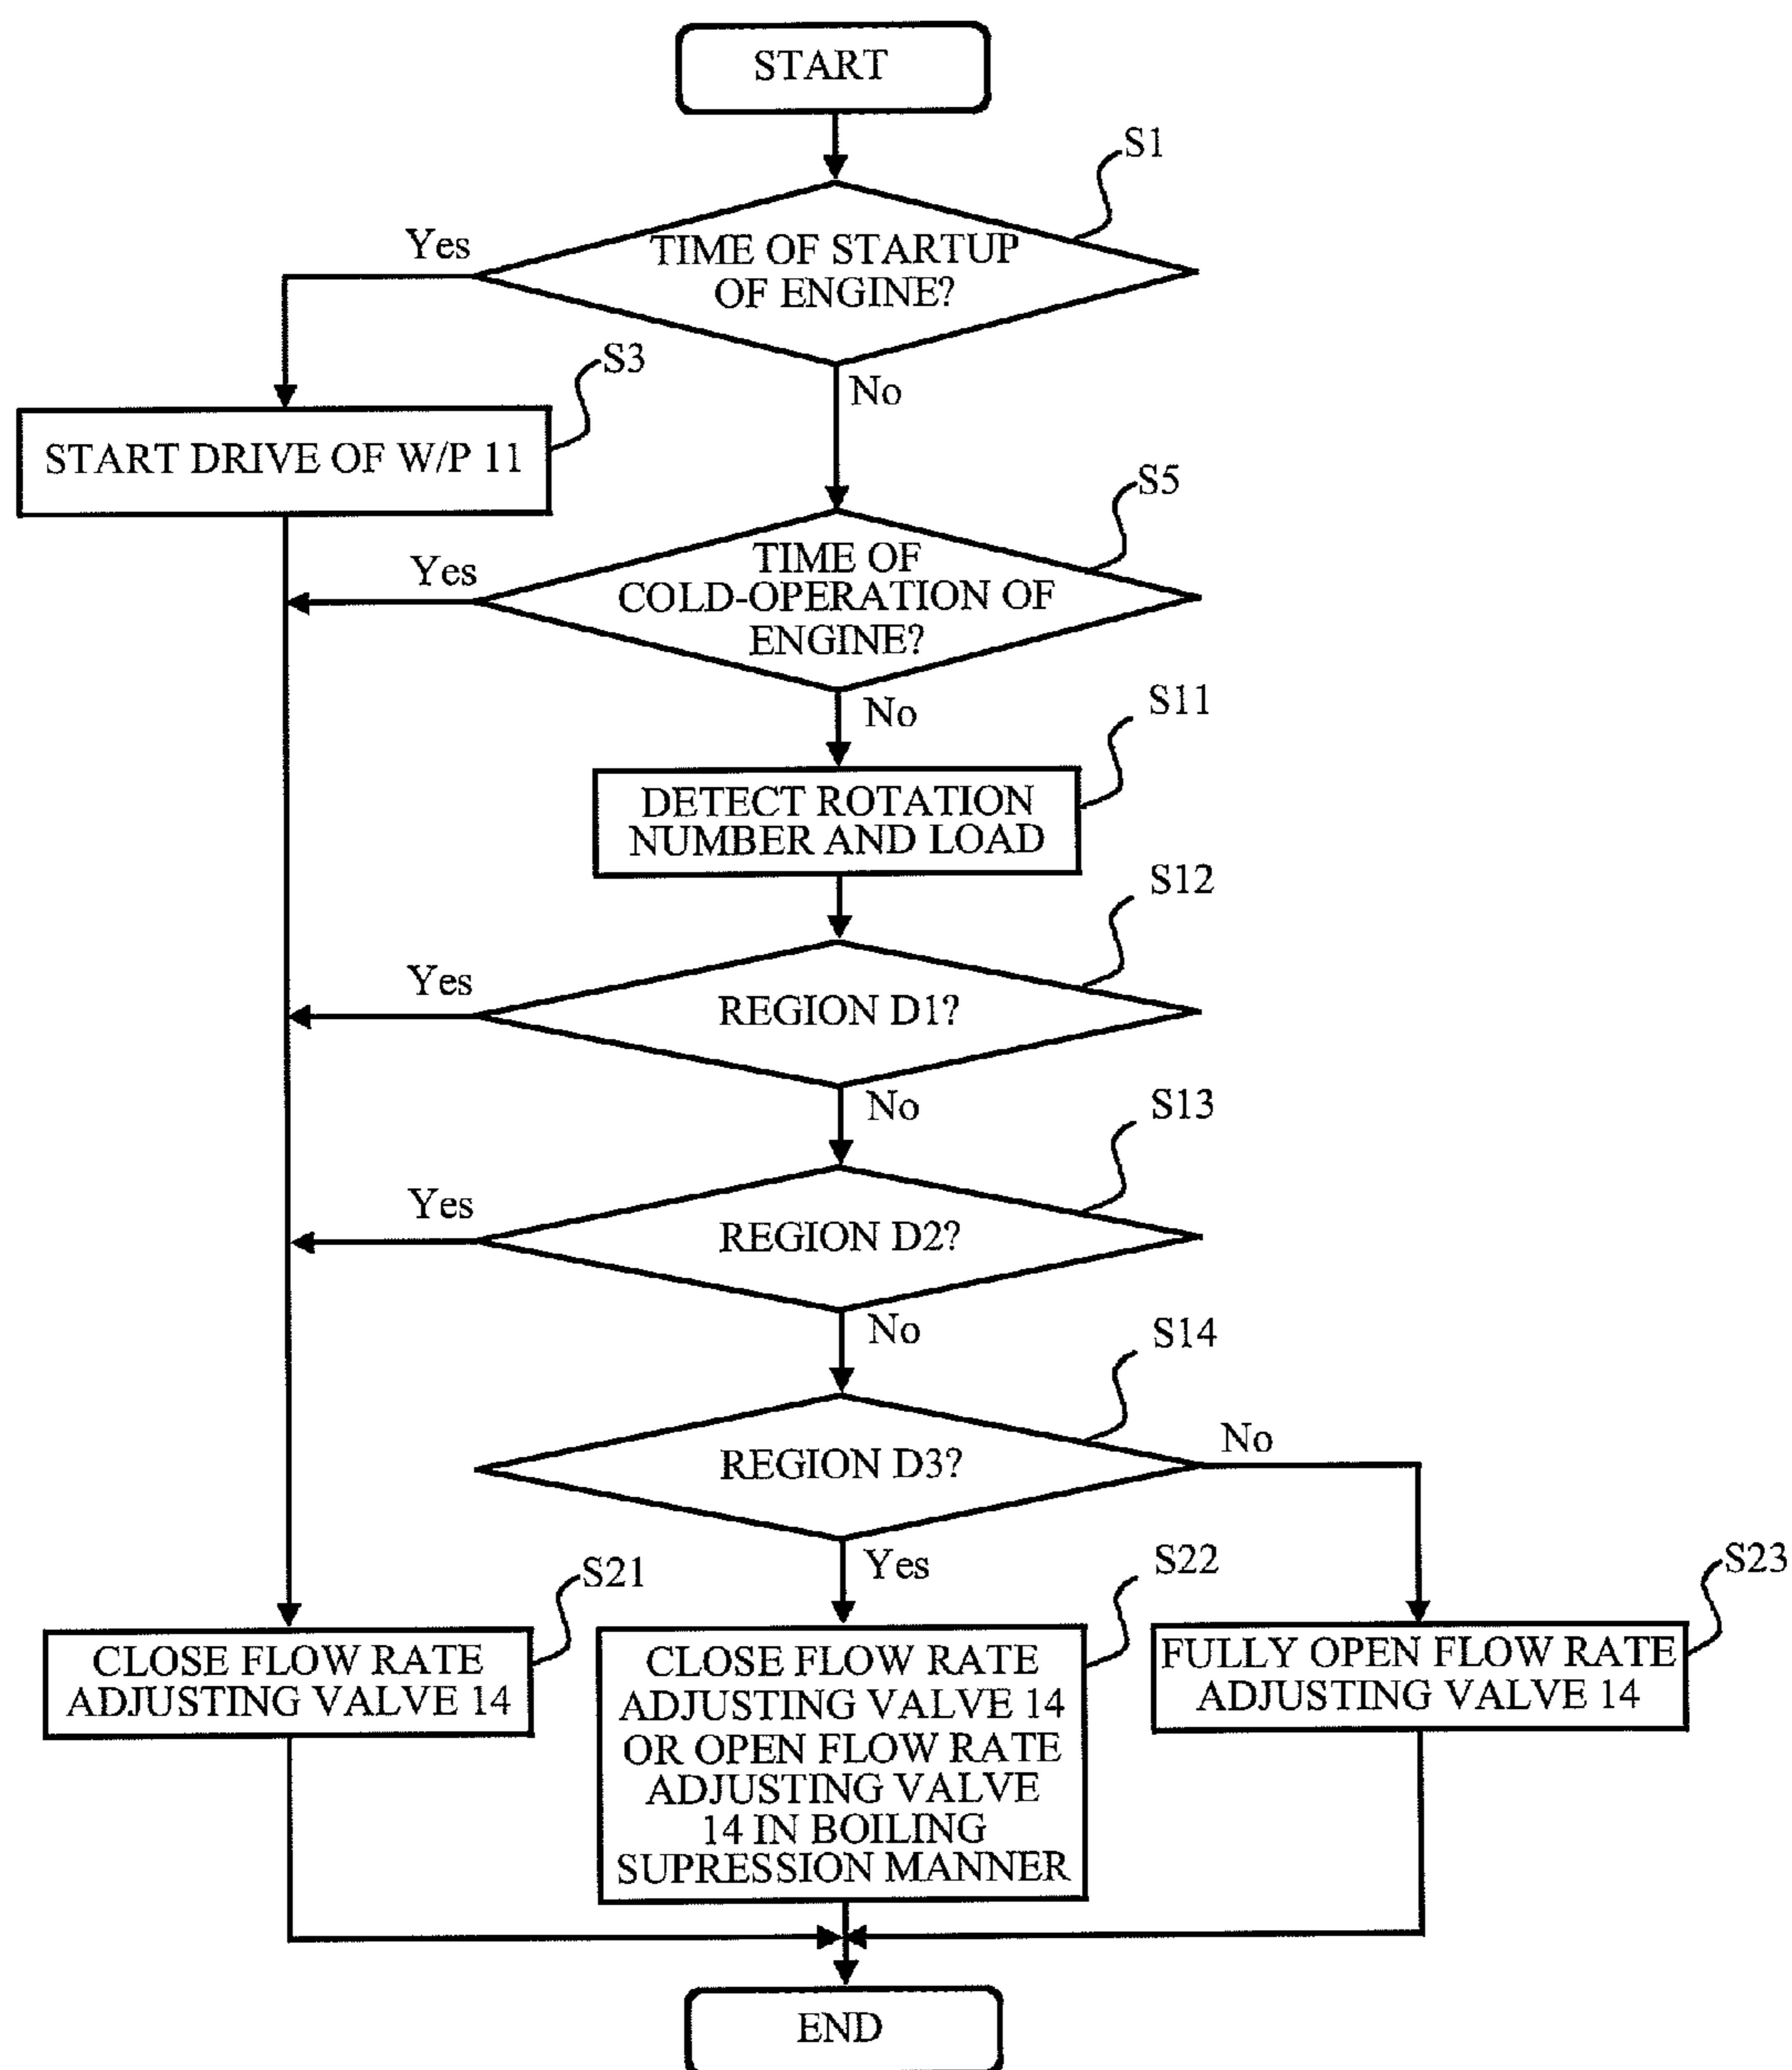 START
S1
Yes
TIME OF STARTUP
OF ENGINE?
S3
No
START DRIVE OF W/P 11
S5
Yes
TIME OF
COLD-OPERATION OF
ENGINE?
No
S11
DETECT ROTATION
NUMBER AND LOAD
S12
Yes
REGION D1?
No
S13
Yes
REGION D2?
No
S14
REGION D3?
No
Yes
S21
S22
S23
CLOSE FLOW RATE
ADJUSTING VALVE 14
CLOSE FLOW RATE
ADJUSTING VALVE 14
OR OPEN FLOW RATE
ADJUSTING VALVE
14 IN BOILING
SUPRESSION MANNER
FULLY OPEN FLOW RATE
ADJUSTING VALVE 14
END